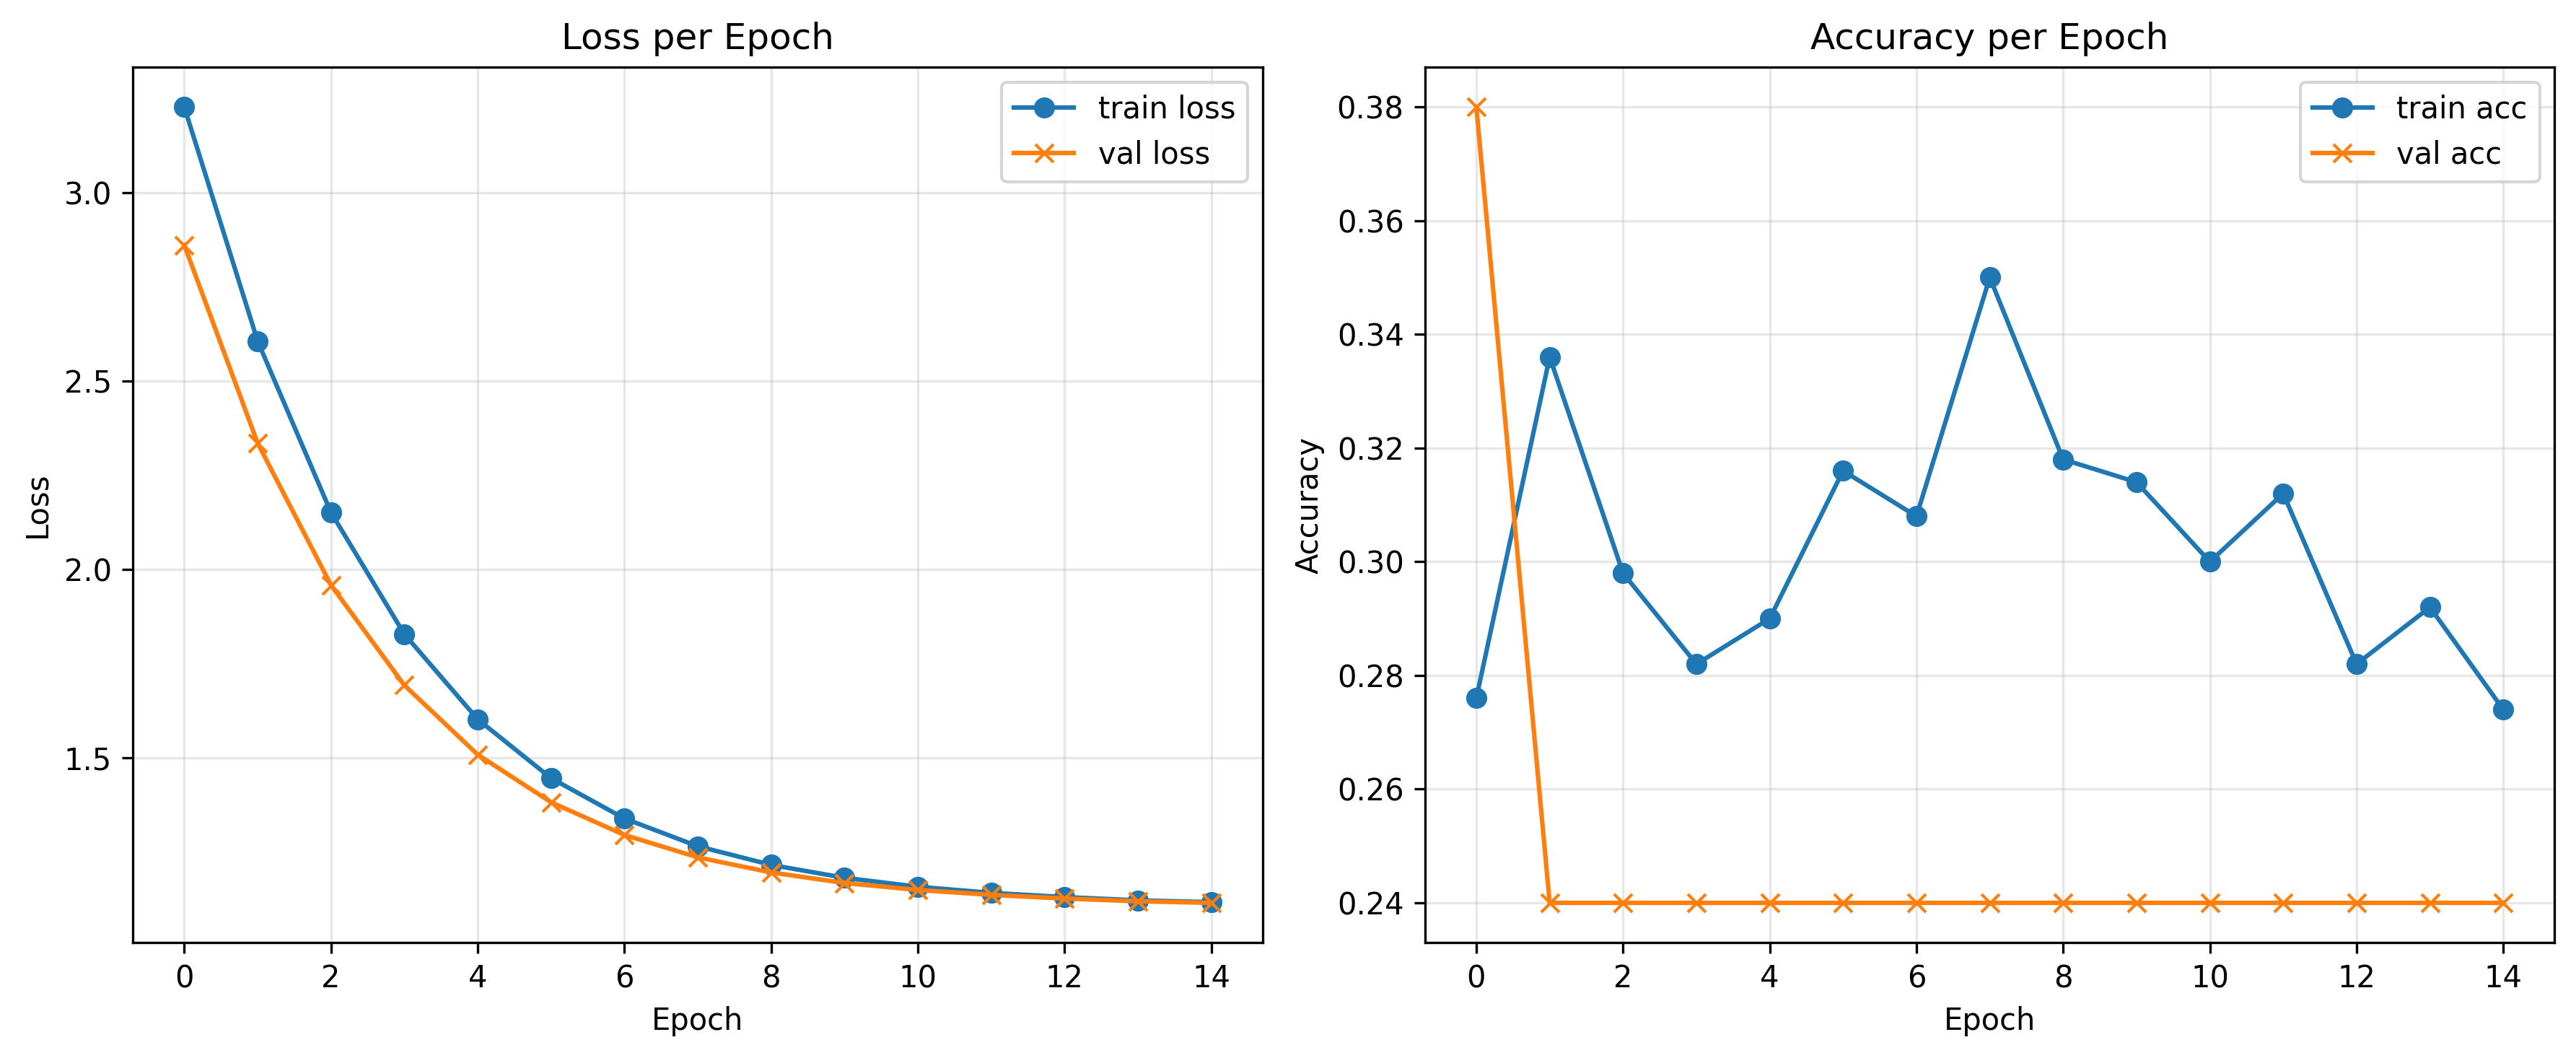 Loss per Epoch
train loss
val loss
3.0
2.5
2.0
1.5
Loss
0 2 4 6 8 10 12 14
Epoch
Accuracy per Epoch
train acc
val acc
0.38
0.36
0.34
0.32
0.30
0.28
0.26
0.24
Accuracy
0 2 4 6 8 10 12 14
Epoch